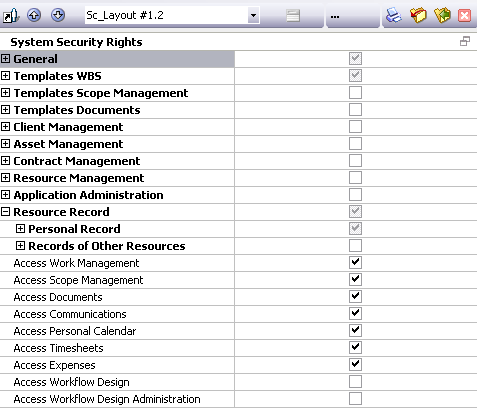 Sc_Layout #1.2
...
System Security Rights
General
Templates WBS
Templates Scope Management
Templates Documents
Client Management
Asset Management
Contract Management
Resource Management
Application Administration
Resource Record
Personal Record
Records of Other Resources
Access Work Management
Access Scope Management
Access Documents
Access Communications
Access Personal Calendar
Access Timesheets
Access Expenses
Access Workflow Design
Access Workflow Design Administration